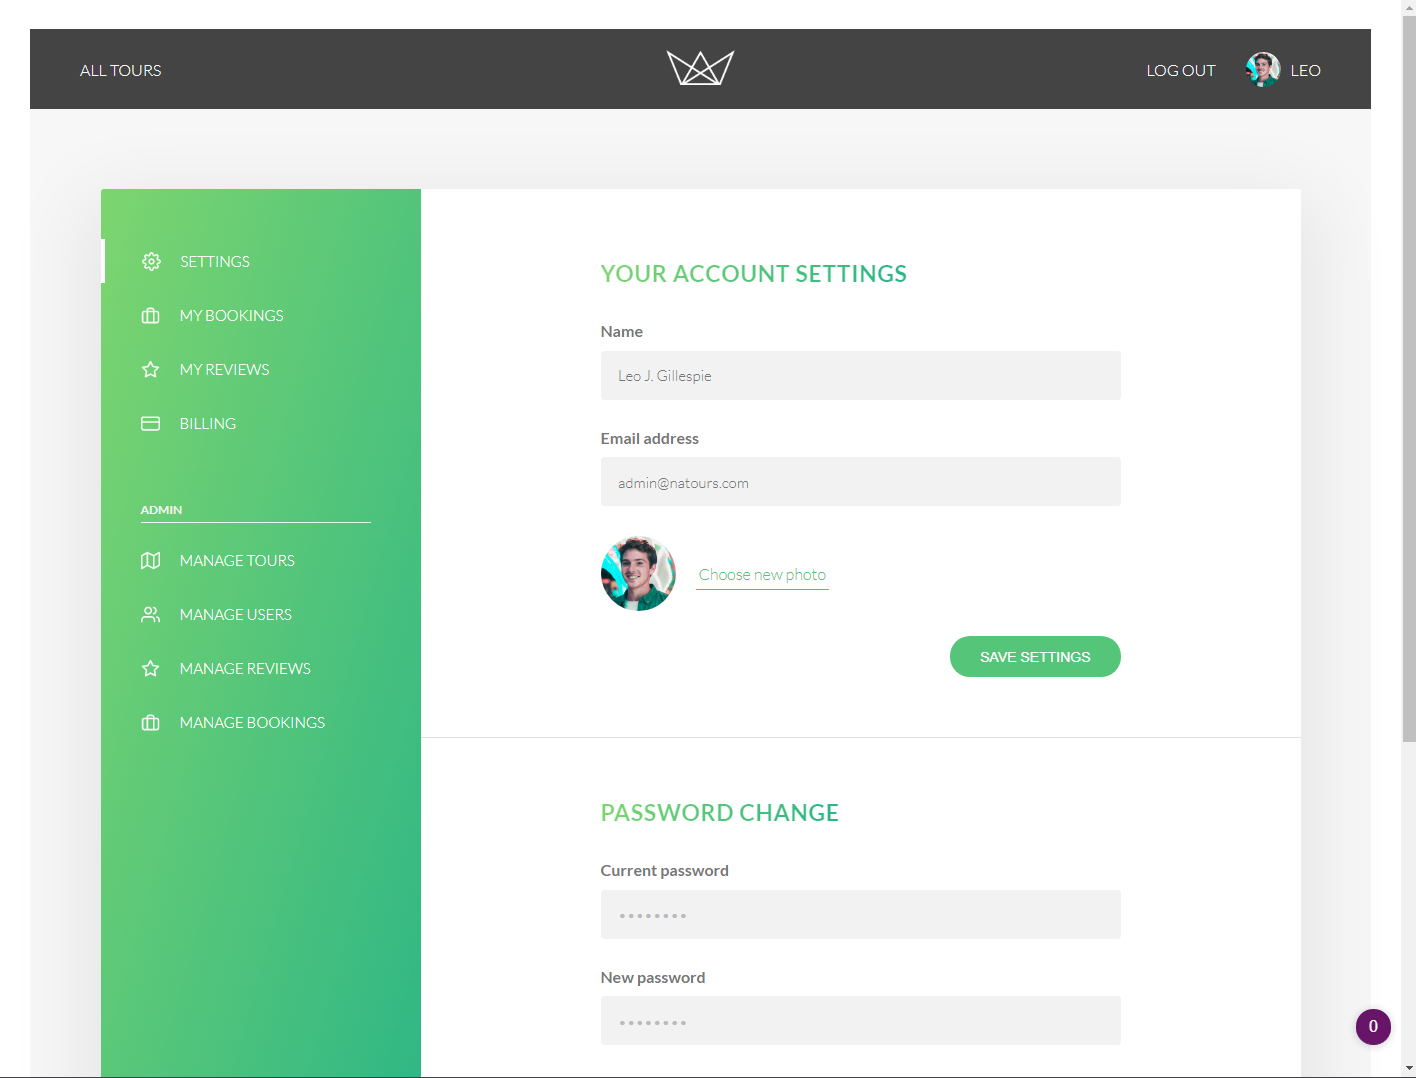 ALL TOURS
LOG OUT
LEO
SETTINGS
MY BOOKINGS
MY REVIEWS
BILLING
ADMIN
MANAGE TOURS
MANAGE USERS
MANAGE REVIEWS
MANAGE BOOKINGS
YOUR ACCOUNT SETTINGS
Name
Leo J. Gillespie
Email address
admin@natours.com
Choose new photo
SAVE SETTINGS
PASSWORD CHANGE
Current password
••••••••
New password
••••••••
0